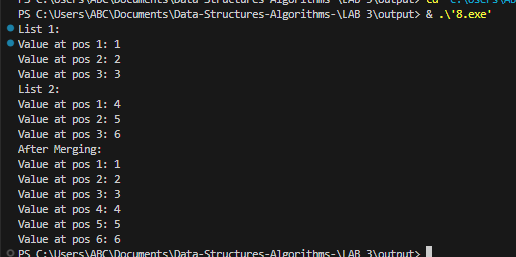 PS C:\Users\ABC\Documents\Data-Structures-Algorithms-\LAB 3\output> cd
PS C:\Users\ABC\Documents\Data-Structures-Algorithms-\LAB 3\output> & .\'8.exe'
List 1:
Value at pos 1: 1
Value at pos 2: 2
Value at pos 3: 3
List 2:
Value at pos 1: 4
Value at pos 2: 5
Value at pos 3: 6
After Merging:
Value at pos 1: 1
Value at pos 2: 2
Value at pos 3: 3
Value at pos 4: 4
Value at pos 5: 5
Value at pos 6: 6
PS C:\Users\ABC\Documents\Data-Structures-Algorithms-\LAB 3\output>